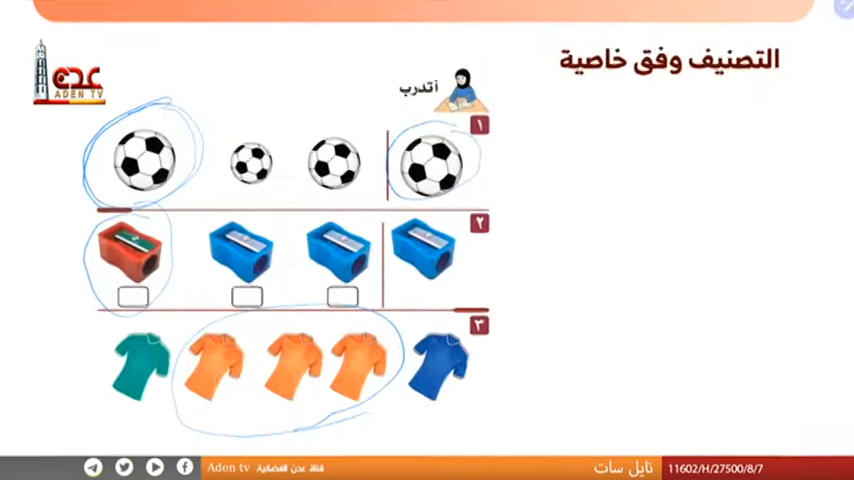 التصنيف وفق خاصية
عدن
ADEN TV
أتدرب
١
٢
٣
Aden tv قناة عدن الفضائية
نايل سات
11602/H/27500/8/7